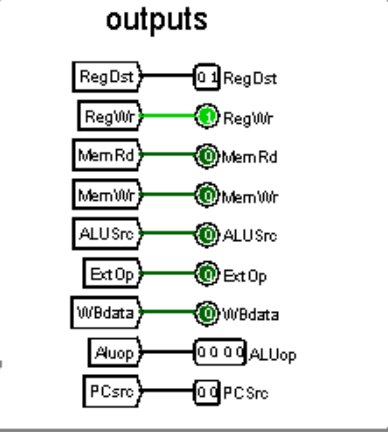 outputs
RegDst 0 1 RegDst
RegWr 1 RegWr
MemRd 0 MemRd
MemWr 0 MemWr
ALUSrc 0 ALUSrc
ExtOp 0 ExtOp
WBdata 0 WBdata
Aluop 0 0 0 0 ALUop
PCsrc 0 0 PCSrc